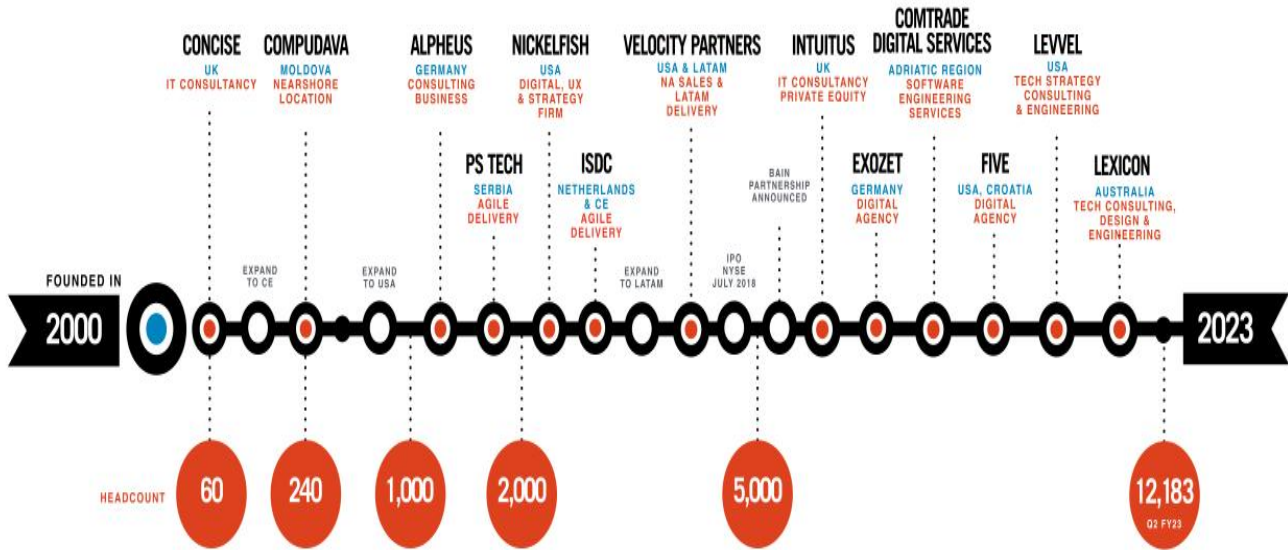 CONCISE
UK
IT CONSULTANCY
COMPUDAVA
MOLDOVA
NEARSHORE
LOCATION
ALPHEUS
GERMANY
CONSULTING
BUSINESS
NICKELFISH
USA
DIGITAL, UX
& STRATEGY
FIRM
VELOCITY PARTNERS
USA & LATAM
NA SALES &
LATAM
DELIVERY
INTUITUS
UK
IT CONSULTANCY
PRIVATE EQUITY
COMTRADE
DIGITAL SERVICES
ADRIATIC REGION
SOFTWARE
ENGINEERING
SERVICES
LEVVEL
USA
TECH STRATEGY
CONSULTING
& ENGINEERING
PS TECH
SERBIA
AGILE
DELIVERY
ISDC
NETHERLANDS
& CE
AGILE
DELIVERY
BAIN
PARTNERSHIP
ANNOUNCED
EXOZET
GERMANY
DIGITAL
AGENCY
FIVE
USA, CROATIA
DIGITAL
AGENCY
LEXICON
AUSTRALIA
TECH CONSULTING,
DESIGN &
ENGINEERING
FOUNDED IN
2000
EXPAND
TO CE
EXPAND
TO USA
EXPAND
TO LATAM
IPO
NYSE
JULY 2018
2023
HEADCOUNT
60
240
1,000
2,000
5,000
12,183
Q2 FY23